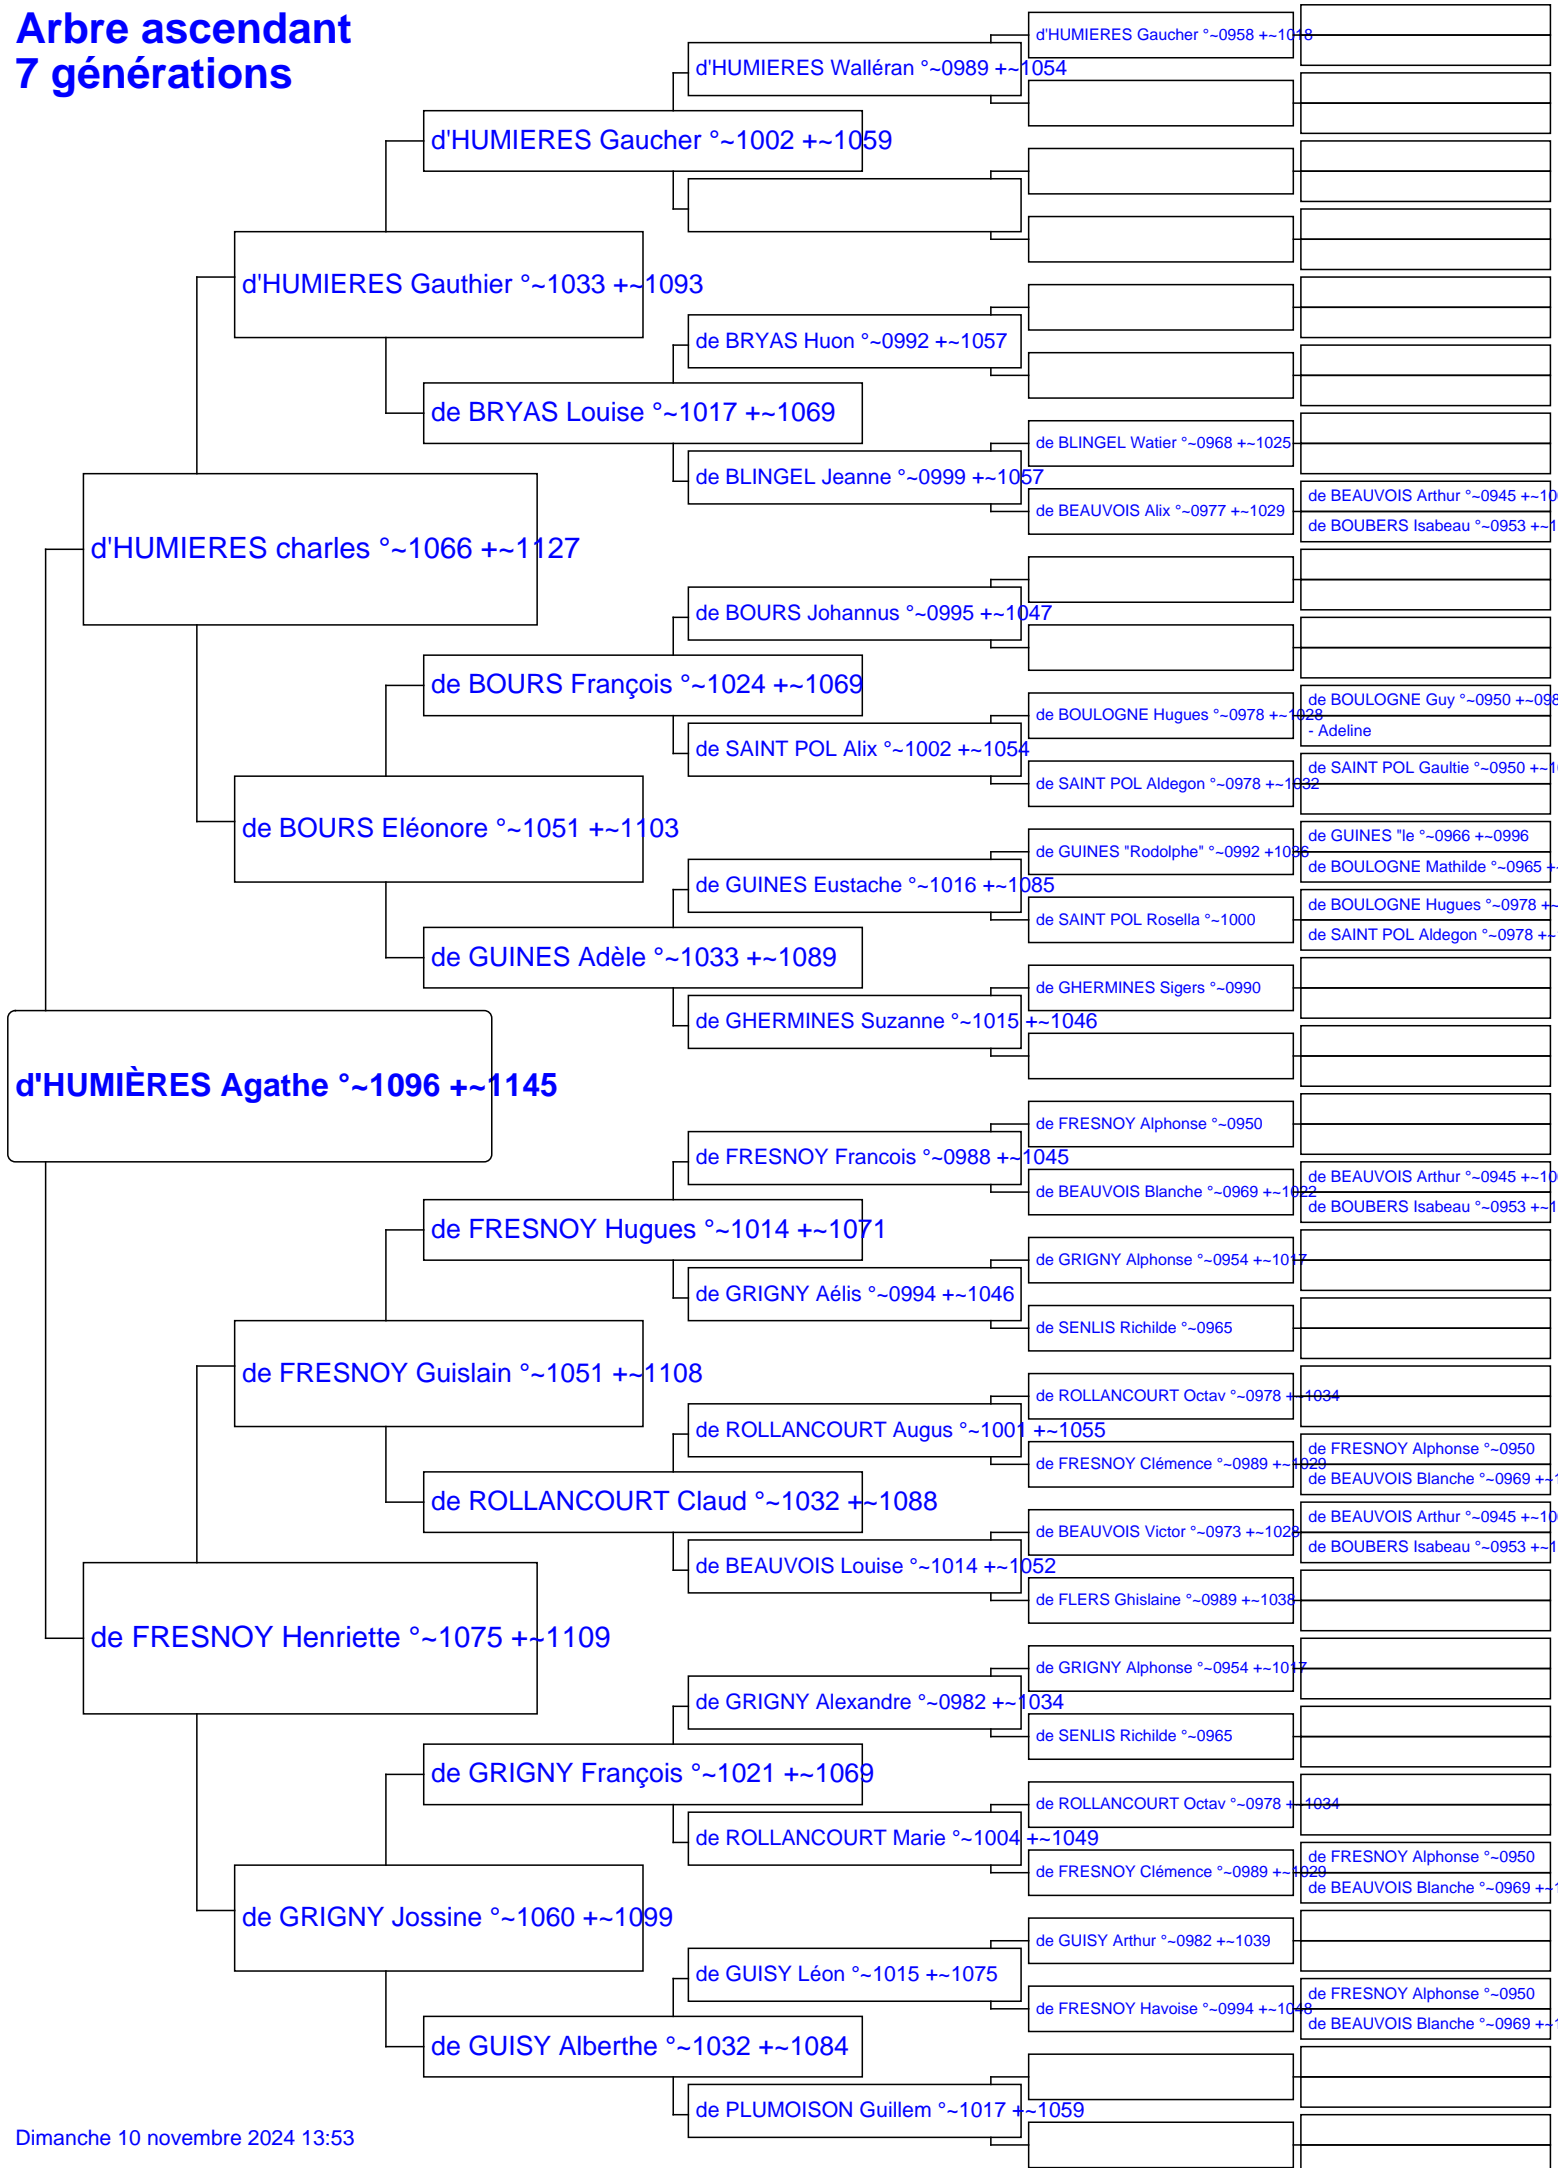 Arbre ascendant
7 générations
d'HUMIÈRES Agathe °~1096 +~1145
d'HUMIERES charles °~1066 +~1127
de FRESNOY Henriette °~1075 +~1109
d'HUMIERES Gauthier °~1033 +~1093
de BOURS Eléonore °~1051 +~1103
de FRESNOY Guislain °~1051 +~1108
de GRIGNY Jossine °~1060 +~1099
d'HUMIERES Gaucher °~1002 +~1059
de BRYAS Louise °~1017 +~1069
de BOURS François °~1024 +~1069
de GUINES Adèle °~1033 +~1089
de FRESNOY Hugues °~1014 +~1071
de ROLLANCOURT Claud °~1032 +~1088
de GRIGNY François °~1021 +~1069
de GUISY Alberthe °~1032 +~1084
d'HUMIERES Walléran °~0989 +~1054
de BRYAS Huon °~0992 +~1057
de BLINGEL Jeanne °~0999 +~1057
de BOURS Johannus °~0995 +~1047
de SAINT POL Alix °~1002 +~1054
de GUINES Eustache °~1016 +~1085
de GHERMINES Suzanne °~1015 +~1046
de FRESNOY Francois °~0988 +~1045
de GRIGNY Aélis °~0994 +~1046
de ROLLANCOURT Augus °~1001 +~1055
de BEAUVOIS Louise °~1014 +~1052
de GRIGNY Alexandre °~0982 +~1034
de ROLLANCOURT Marie °~1004 +~1049
de GUISY Léon °~1015 +~1075
de PLUMOISON Guillem °~1017 +~1059
d'HUMIERES Gaucher °~0958 +~1018
de BLINGEL Watier °~0968 +~1025
de BEAUVOIS Alix °~0977 +~1029
de BOULOGNE Hugues °~0978 +~1028
de SAINT POL Aldegon °~0978 +~1032
de GUINES "Rodolphe" °~0992 +1036
de SAINT POL Rosella °~1000
de GHERMINES Sigers °~0990
de FRESNOY Alphonse °~0950
de BEAUVOIS Blanche °~0969 +~1022
de GRIGNY Alphonse °~0954 +~1017
de SENLIS Richilde °~0965
de ROLLANCOURT Octav °~0978 +~1034
de FRESNOY Clémence °~0989 +~1029
de BEAUVOIS Victor °~0973 +~1028
de FLERS Ghislaine °~0989 +~1038
de GRIGNY Alphonse °~0954 +~1017
de SENLIS Richilde °~0965
de ROLLANCOURT Octav °~0978 +~1034
de FRESNOY Clémence °~0989 +~1029
de GUISY Arthur °~0982 +~1039
de FRESNOY Havoise °~0994 +~1048
de BEAUVOIS Arthur °~0945 +~10
de BOUBERS Isabeau °~0953 +~1
de BOULOGNE Guy °~0950 +~098
- Adeline
de SAINT POL Gaultie °~0950 +~1
de GUINES "le °~0966 +~0996
de BOULOGNE Mathilde °~0965 +~
de BOULOGNE Hugues °~0978 +~
de SAINT POL Aldegon °~0978 +~
de BEAUVOIS Arthur °~0945 +~10
de BOUBERS Isabeau °~0953 +~1
de FRESNOY Alphonse °~0950
de BEAUVOIS Blanche °~0969 +~1
de BEAUVOIS Arthur °~0945 +~10
de BOUBERS Isabeau °~0953 +~1
de FRESNOY Alphonse °~0950
de BEAUVOIS Blanche °~0969 +~1
de FRESNOY Alphonse °~0950
de BEAUVOIS Blanche °~0969 +~1
Dimanche 10 novembre 2024 13:53